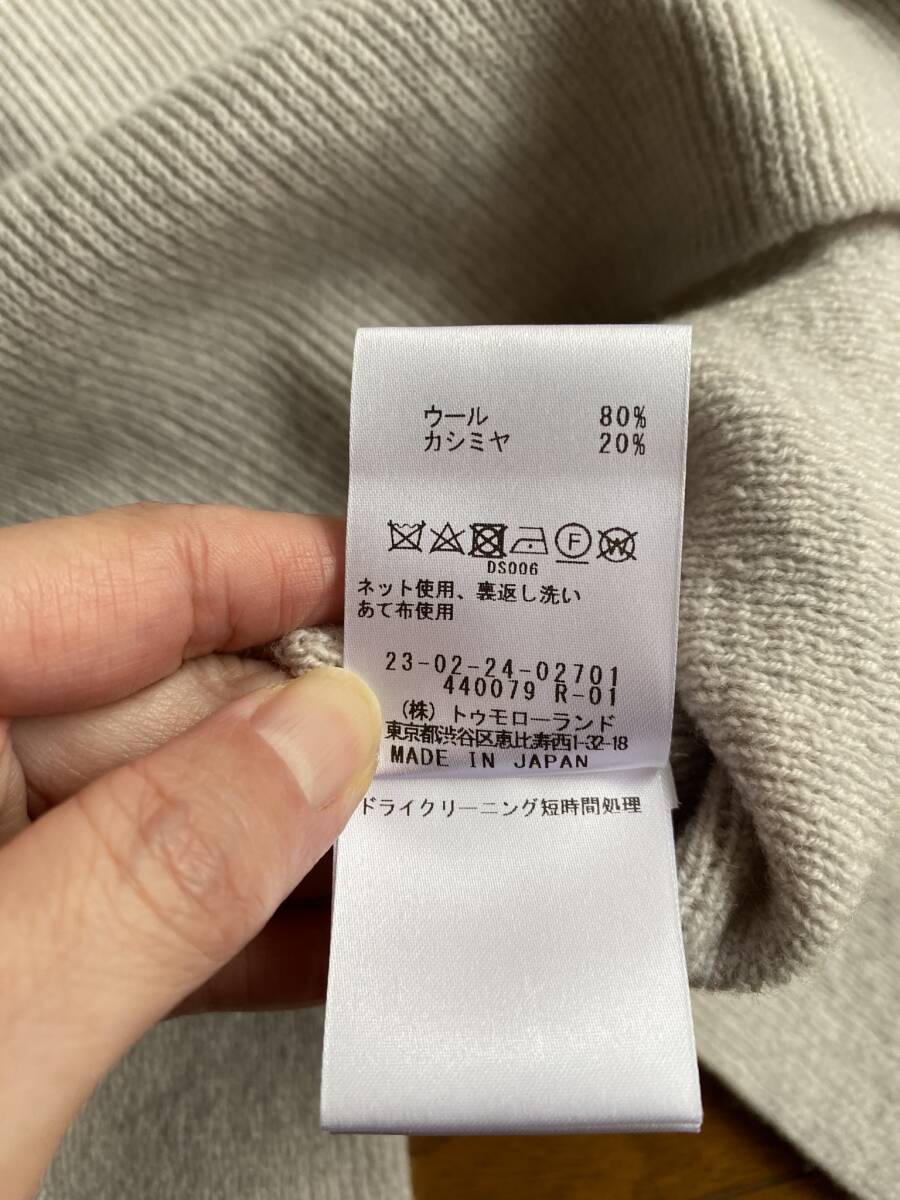 ウール 80%
カシミヤ 20%
F W
DS006
ネット使用、裏返し洗い
あて布使用
23-02-24-02701
440079 R-01
(株) トゥモローランド
東京都渋谷区恵比寿西1-32-18
MADE IN JAPAN
ドライクリーニング短時間処理